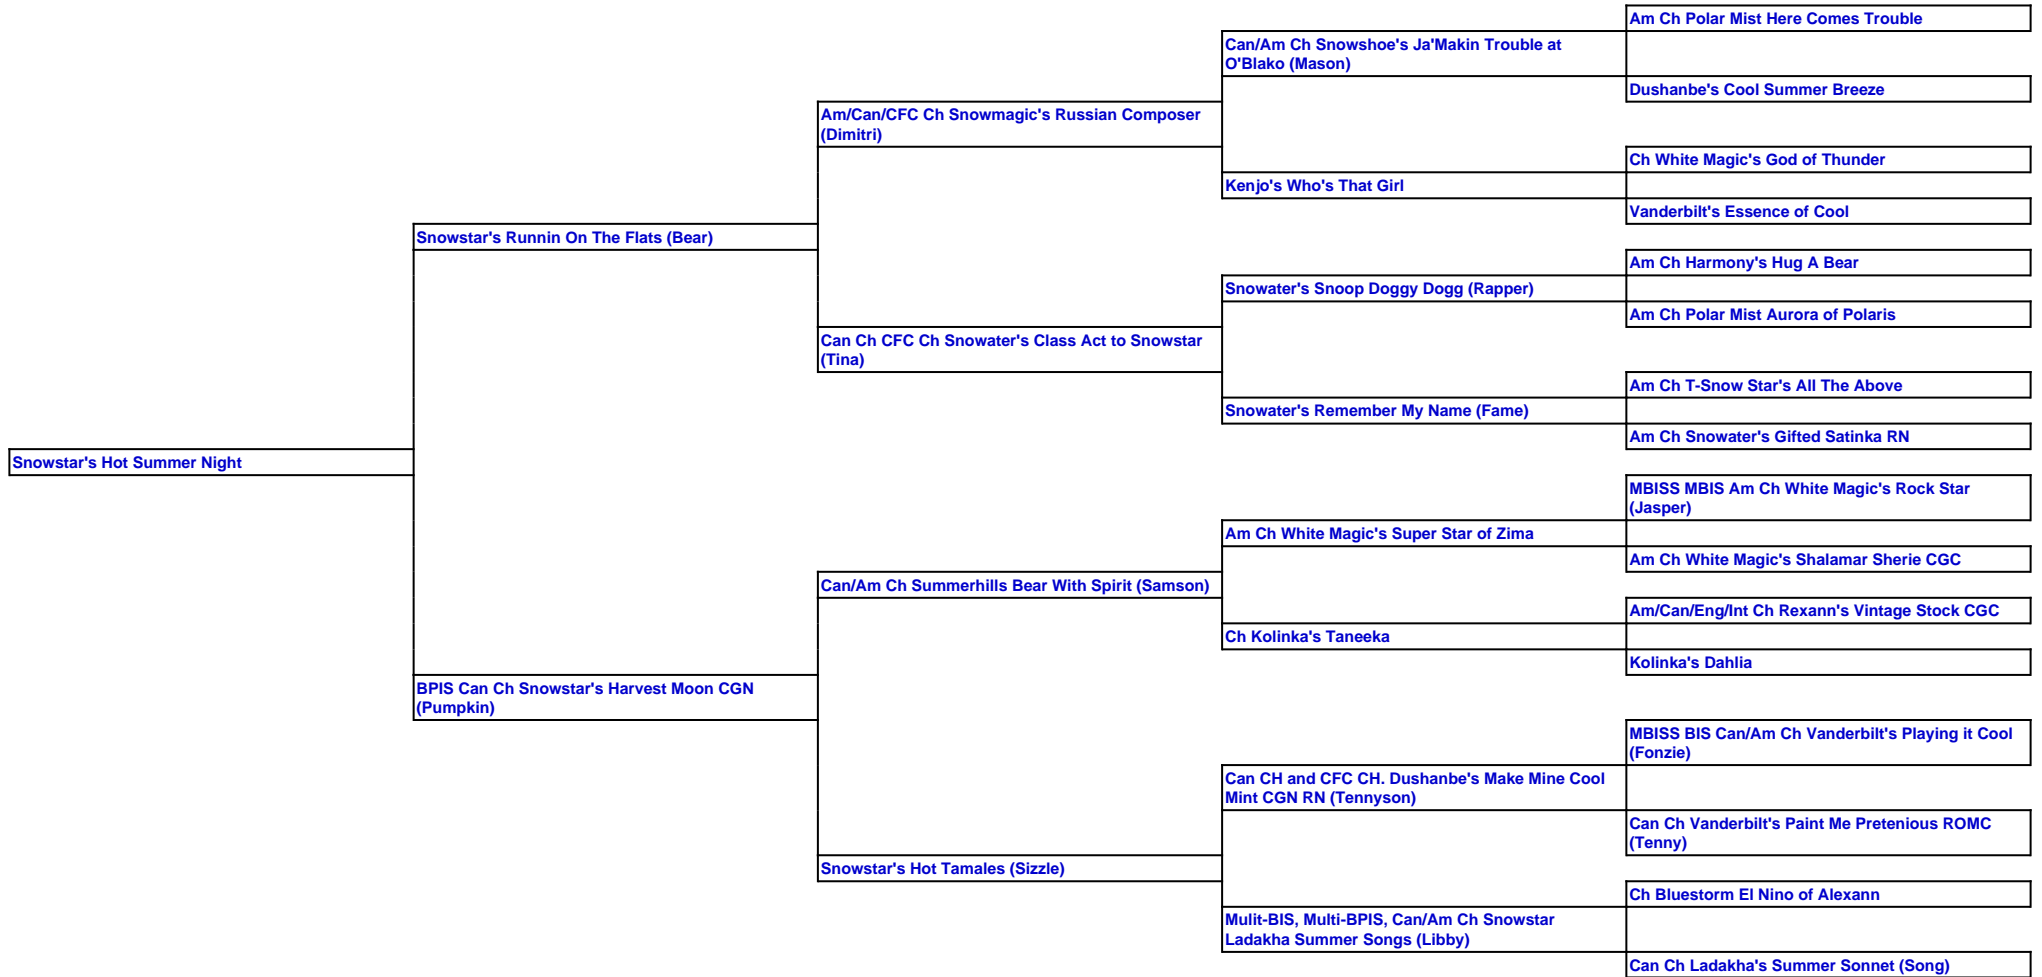 Am Ch Polar Mist Here Comes Trouble
Can/Am Ch Snowshoe's Ja'Makin Trouble at
O'Blako (Mason)
Dushanbe's Cool Summer Breeze
Am/Can/CFC Ch Snowmagic's Russian Composer
(Dimitri)
Ch White Magic's God of Thunder
Kenjo's Who's That Girl
Vanderbilt's Essence of Cool
Snowstar's Runnin On The Flats (Bear)
Am Ch Harmony's Hug A Bear
Snowater's Snoop Doggy Dogg (Rapper)
Am Ch Polar Mist Aurora of Polaris
Can Ch CFC Ch Snowater's Class Act to Snowstar
(Tina)
Am Ch T-Snow Star's All The Above
Snowater's Remember My Name (Fame)
Am Ch Snowater's Gifted Satinka RN
Snowstar's Hot Summer Night
MBISS MBIS Am Ch White Magic's Rock Star
(Jasper)
Am Ch White Magic's Super Star of Zima
Am Ch White Magic's Shalamar Sherie CGC
Can/Am Ch Summerhills Bear With Spirit (Samson)
Am/Can/Eng/Int Ch Rexann's Vintage Stock CGC
Ch Kolinka's Taneeka
Kolinka's Dahlia
BPIS Can Ch Snowstar's Harvest Moon CGN
(Pumpkin)
MBISS BIS Can/Am Ch Vanderbilt's Playing it Cool
(Fonzie)
Can CH and CFC CH. Dushanbe's Make Mine Cool
Mint CGN RN (Tennyson)
Can Ch Vanderbilt's Paint Me Pretenious ROMC
(Tenny)
Snowstar's Hot Tamales (Sizzle)
Ch Bluestorm El Nino of Alexann
Mulit-BIS, Multi-BPIS, Can/Am Ch Snowstar
Ladakha Summer Songs (Libby)
Can Ch Ladakha's Summer Sonnet (Song)